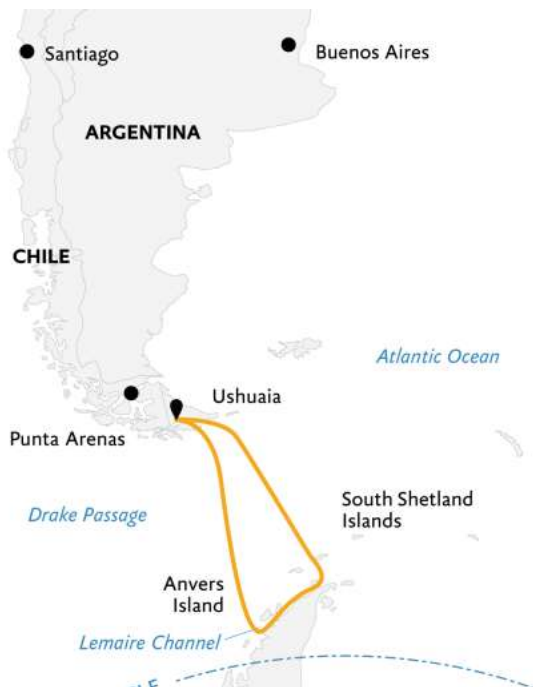 Santiago
Buenos Aires
ARGENTINA
CHILE
Atlantic Ocean
Ushuaia
Punta Arenas
South Shetland
Islands
Drake Passage
Anvers
Island
Lemaire Channel